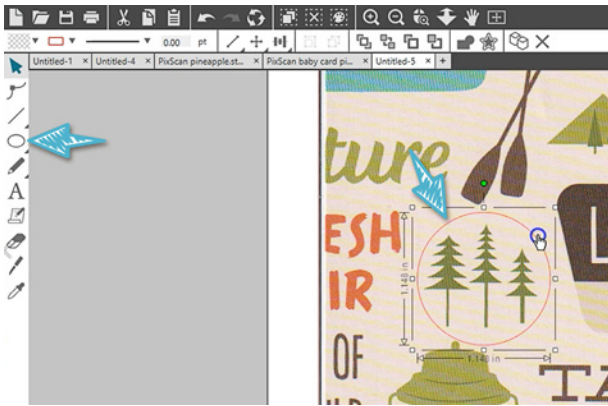 0.00 pt
Untitled-1 × Untitled-4 × PixScan pineapple.st... × PixScan baby card pi... × Untitled-5 × +
A
ture
ESH
IR
L
1.148 in
1.148 in
OF
TA